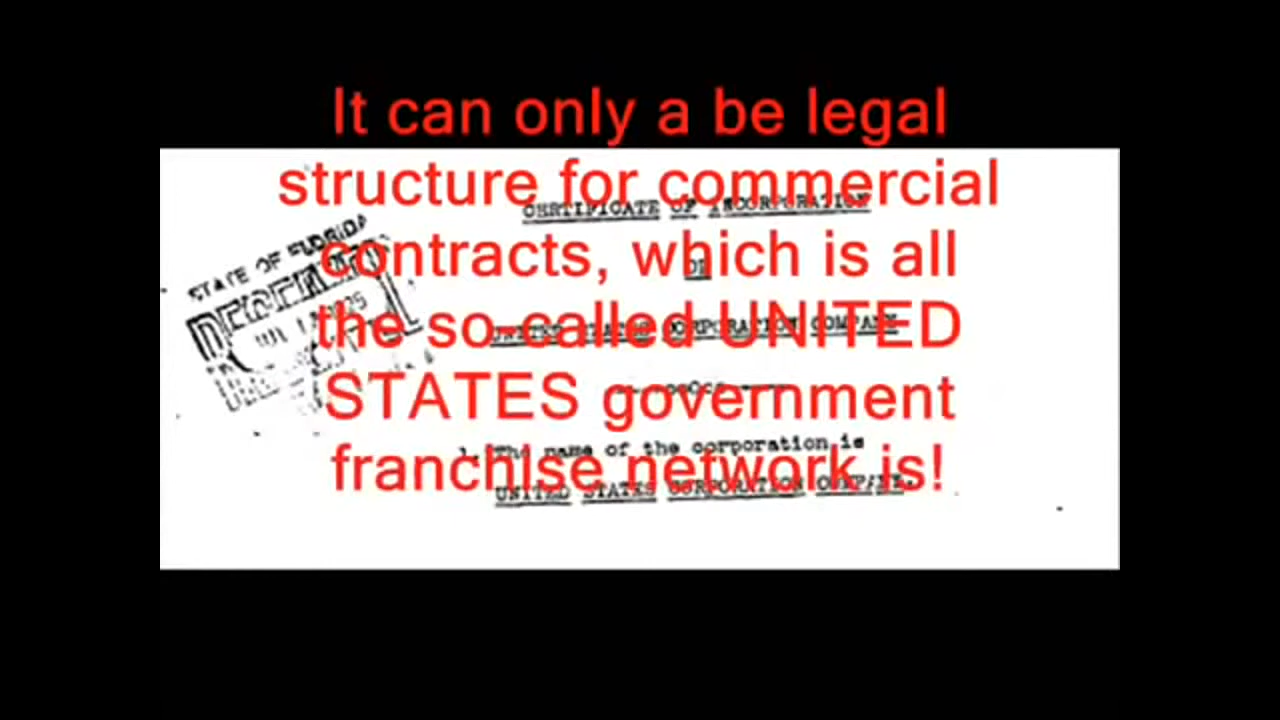 It can only a be legal
structure for commercial
CERTIFICATE OF INCORPORATION
contracts, which is all
OF
STATE OF FLORIDA
the so-called UNITED
UNITED STATES CORPORATION COMPANY
STATES government
1. The name of the corporation is
franchise network is!
UNITED STATES CORPORATION COMPANY.